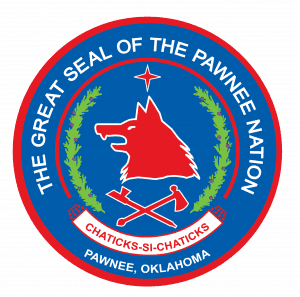 THE GREAT SEAL OF THE PAWNEE NATION
CHATICKS-SI-CHATICKS
PAWNEE, OKLAHOMA